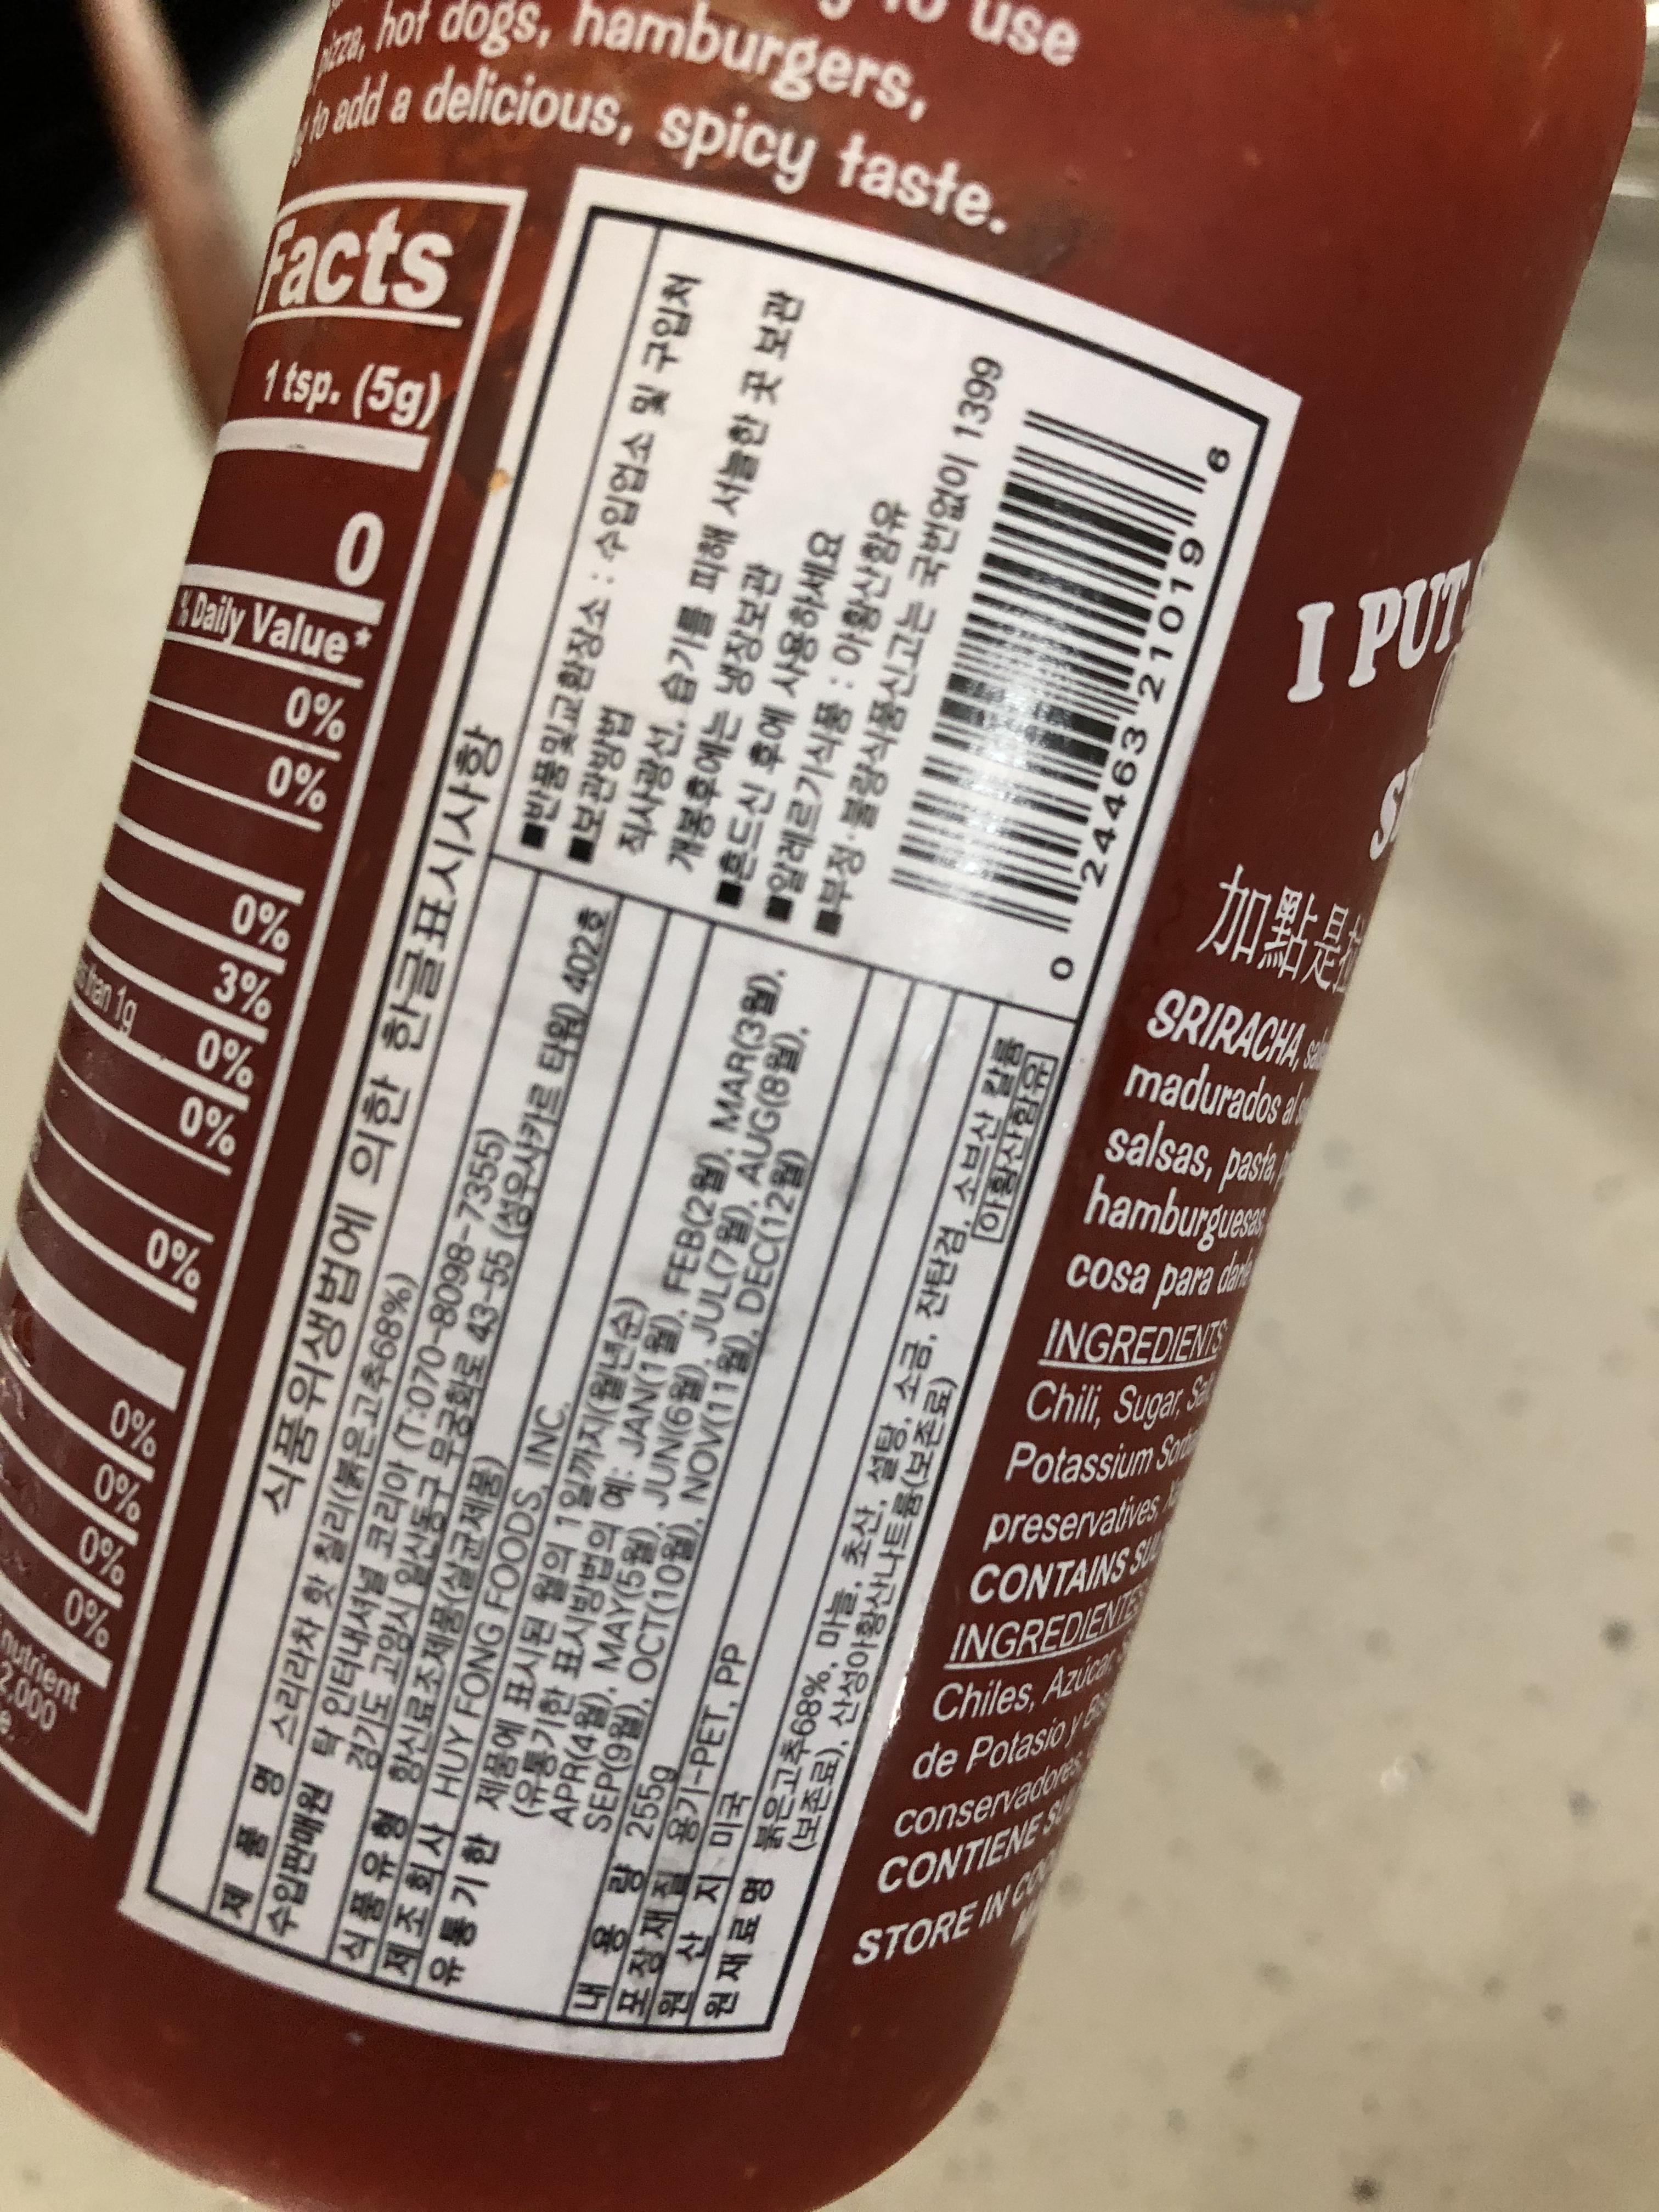 to use
pizza, hot dogs, hamburgers,
to add a delicious, spicy taste.
Facts
1 tsp. (5g)
0
% Daily Value*
0%
0%
0%
3%
than 1g
0%
0%
0%
0%
0%
0%
0%
nutrient
2,000
식품위생법에 의한 한글표시사항
제 품 명 스리라차 핫 칠리(붉은고추68%)
수입판매원 탁 인터내셔널 코리아 (T:070-8098-7355)
경기도 고양시 일산동구 무궁화로 43-55 (성우사카르 타워) 402호
식품유형 향신료조제품(살균제품)
제조회사 HUY FONG FOODS, INC.
유통기한 제품에 표시된 월의 1일까지(월년순)
(유통기한 표시방법의 예: JAN(1월), FEB(2월), MAR(3월),
APR(4월), MAY(5월), JUN(6월), JUL(7월), AUG(8월),
SEP(9월), OCT(10월), NOV(11월), DEC(12월)
내 용 량 255g
포장재질 용기-PET, PP
원 산 지 미국
원재료명 붉은고추68%, 마늘, 초산, 설탕, 소금, 잔탄검, 소브산 칼륨
(보존료), 산성아황산나트륨(보존료) 아황산함유
■반품및교환장소 : 수입업소 및 구입처
■보관방법
직사광선, 습기를 피해 서늘한 곳 보관
개봉후에는 냉장보관
■흔드신 후에 사용하세요
■알레르기식품 : 아황산함유
■부정·불량식품신고는 국번없이 1399
0 24463 21019 6
I PUT
加點是拉
SRIRACHA,
madurados al
salsas, pasta,
hamburguesas,
cosa para darle
INGREDIENTS:
Chili, Sugar, Salt
Potassium
preservatives,
CONTAINS
INGREDIENTES
Chiles, Azúcar,
de Potasio y
conservadores
CONTIENE
STORE IN